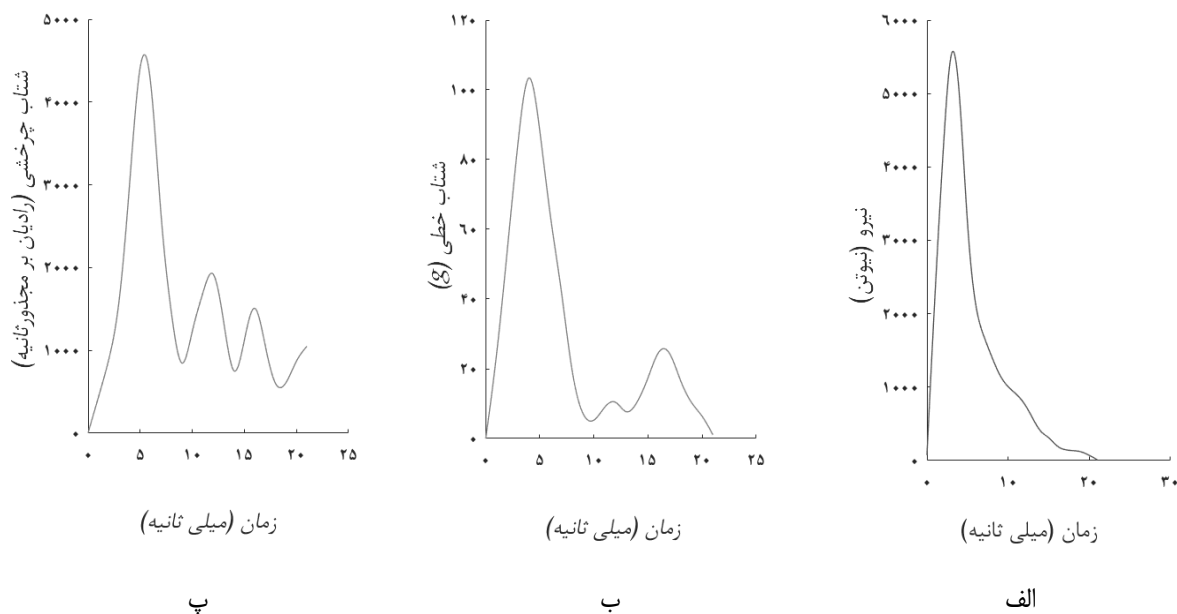 ۶۰۰۰
۵۰۰۰
۴۰۰۰
۳۰۰۰
۲۰۰۰
۱۰۰۰
۰
نیرو (نیوتن)
۰ ۱۰ ۲۰ ۳۰
زمان (میلی ثانیه)
الف
۱۲۰
۱۰۰
۸۰
۶۰
۴۰
۲۰
۰
شتاب خطی (g)
۰ ۵ ۱۰ ۱۵ ۲۰ ۲۵
زمان (میلی ثانیه)
ب
۵۰۰۰
۴۰۰۰
۳۰۰۰
۲۰۰۰
۱۰۰۰
۰
شتاب چرخشی (رادیان بر مجذورثانیه)
۰ ۵ ۱۰ ۱۵ ۲۰ ۲۵
زمان (میلی ثانیه)
پ